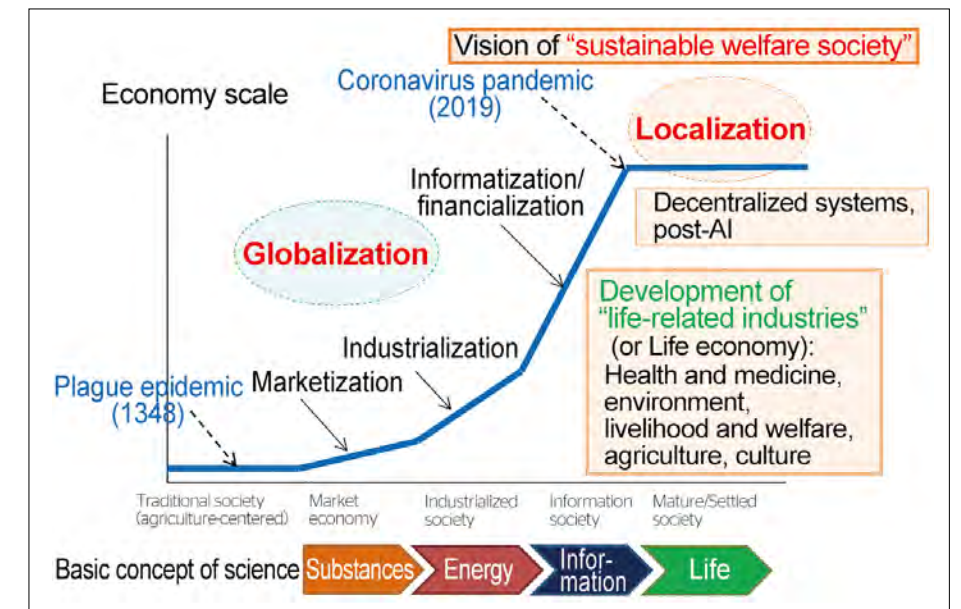 Vision of “sustainable welfare society”
Coronavirus pandemic
(2019)
Economy scale
Localization
Informatization/
financialization
Decentralized systems,
post-AI
Globalization
Development of
“life-related industries”
(or Life economy):
Health and medicine,
environment,
livelihood and welfare,
agriculture, culture
Industrialization
Marketization
Plague epidemic
(1348)
Traditional society
(agriculture-centered)
Market
economy
Industrialized
society
Information
society
Mature/Settled
society
Basic concept of science
Substances
Energy
Infor-
mation
Life